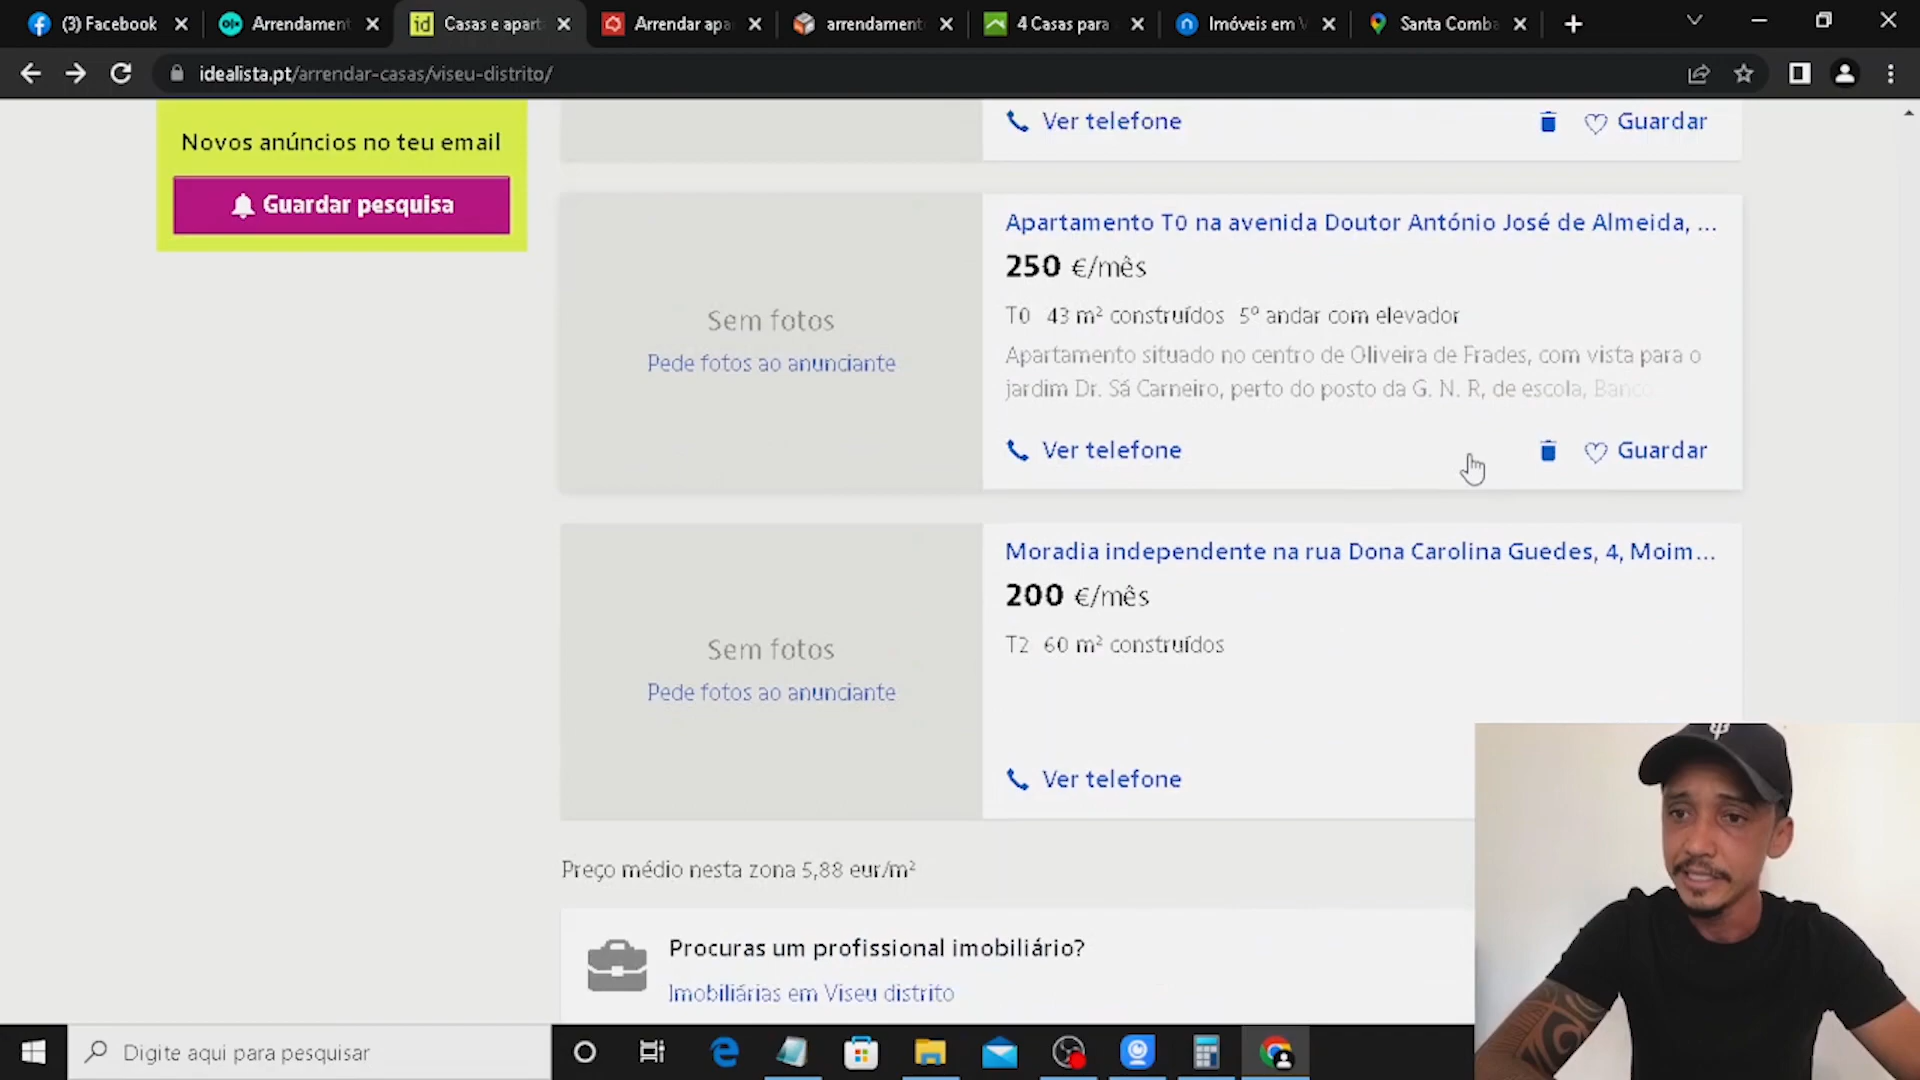 (3) Facebook
Arrendament
Casas e apart
Arrendar apa
arrendament
4 Casas para
Imóveis em V
Santa Comba
idealista.pt/arrendar-casas/viseu-distrito/
Novos anúncios no teu email
Guardar pesquisa
Ver telefone
Guardar
Sem fotos
Pede fotos ao anunciante
Apartamento T0 na avenida Doutor António José de Almeida, ...
250 €/mês
T0 43 m² construídos 5º andar com elevador
Apartamento situado no centro de Oliveira de Frades, com vista para o
jardim Dr. Sá Carneiro, perto do posto da G. N. R, de escola, Banco
Ver telefone
Guardar
Sem fotos
Pede fotos ao anunciante
Moradia independente na rua Dona Carolina Guedes, 4, Moim...
200 €/mês
T2 60 m² construídos
Ver telefone
Preço médio nesta zona 5,88 eur/m²
Procuras um profissional imobiliário?
Imobiliárias em Viseu distrito
Digite aqui para pesquisar